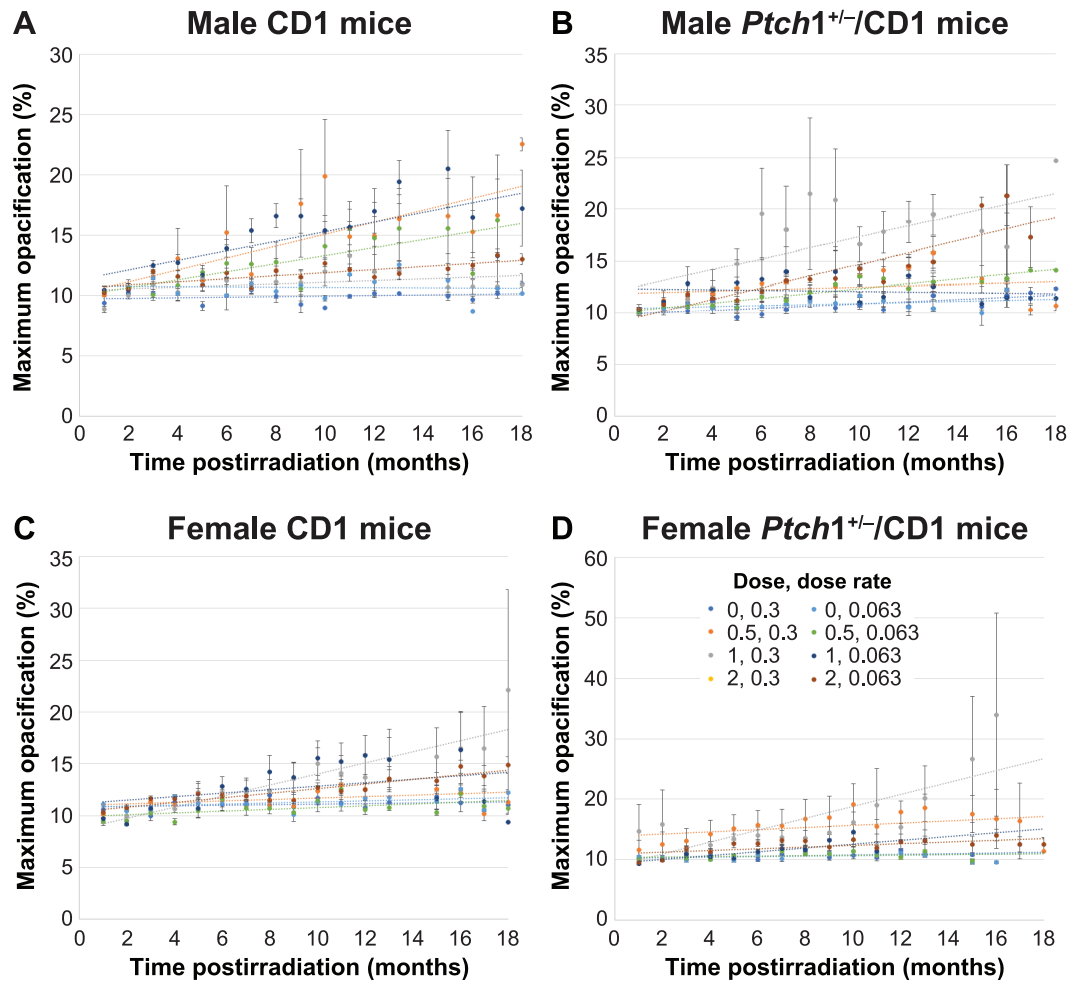 A Male CD1 mice
Maximum opacification (%)
30
25
20
15
10
5
0
0 2 4 6 8 10 12 14 16 18
Time postirradiation (months)
B Male Ptch1+/–/CD1 mice
Maximum opacification (%)
35
30
25
20
15
10
5
0
0 2 4 6 8 10 12 14 16 18
Time postirradiation (months)
C Female CD1 mice
Maximum opacification (%)
35
30
25
20
15
10
5
0
0 2 4 6 8 10 12 14 16 18
Time postirradiation (months)
D Female Ptch1+/–/CD1 mice
Maximum opacification (%)
60
50
40
30
20
10
0
Dose, dose rate
0, 0.3 0, 0.063
0.5, 0.3 0.5, 0.063
1, 0.3 1, 0.063
2, 0.3 2, 0.063
0 2 4 6 8 10 12 14 16 18
Time postirradiation (months)